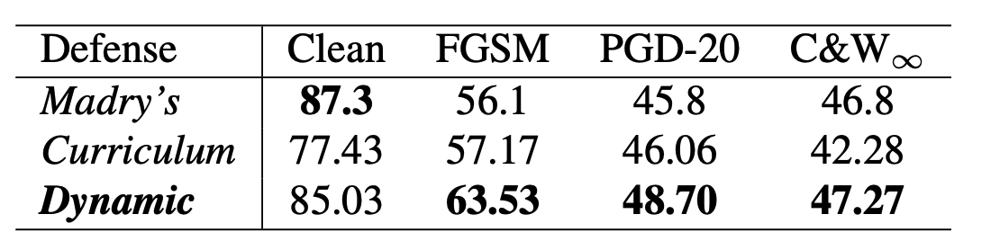 Defense Clean FGSM PGD-20 C&W∞
Madry's 87.3 56.1 45.8 46.8
Curriculum 77.43 57.17 46.06 42.28
Dynamic 85.03 63.53 48.70 47.27